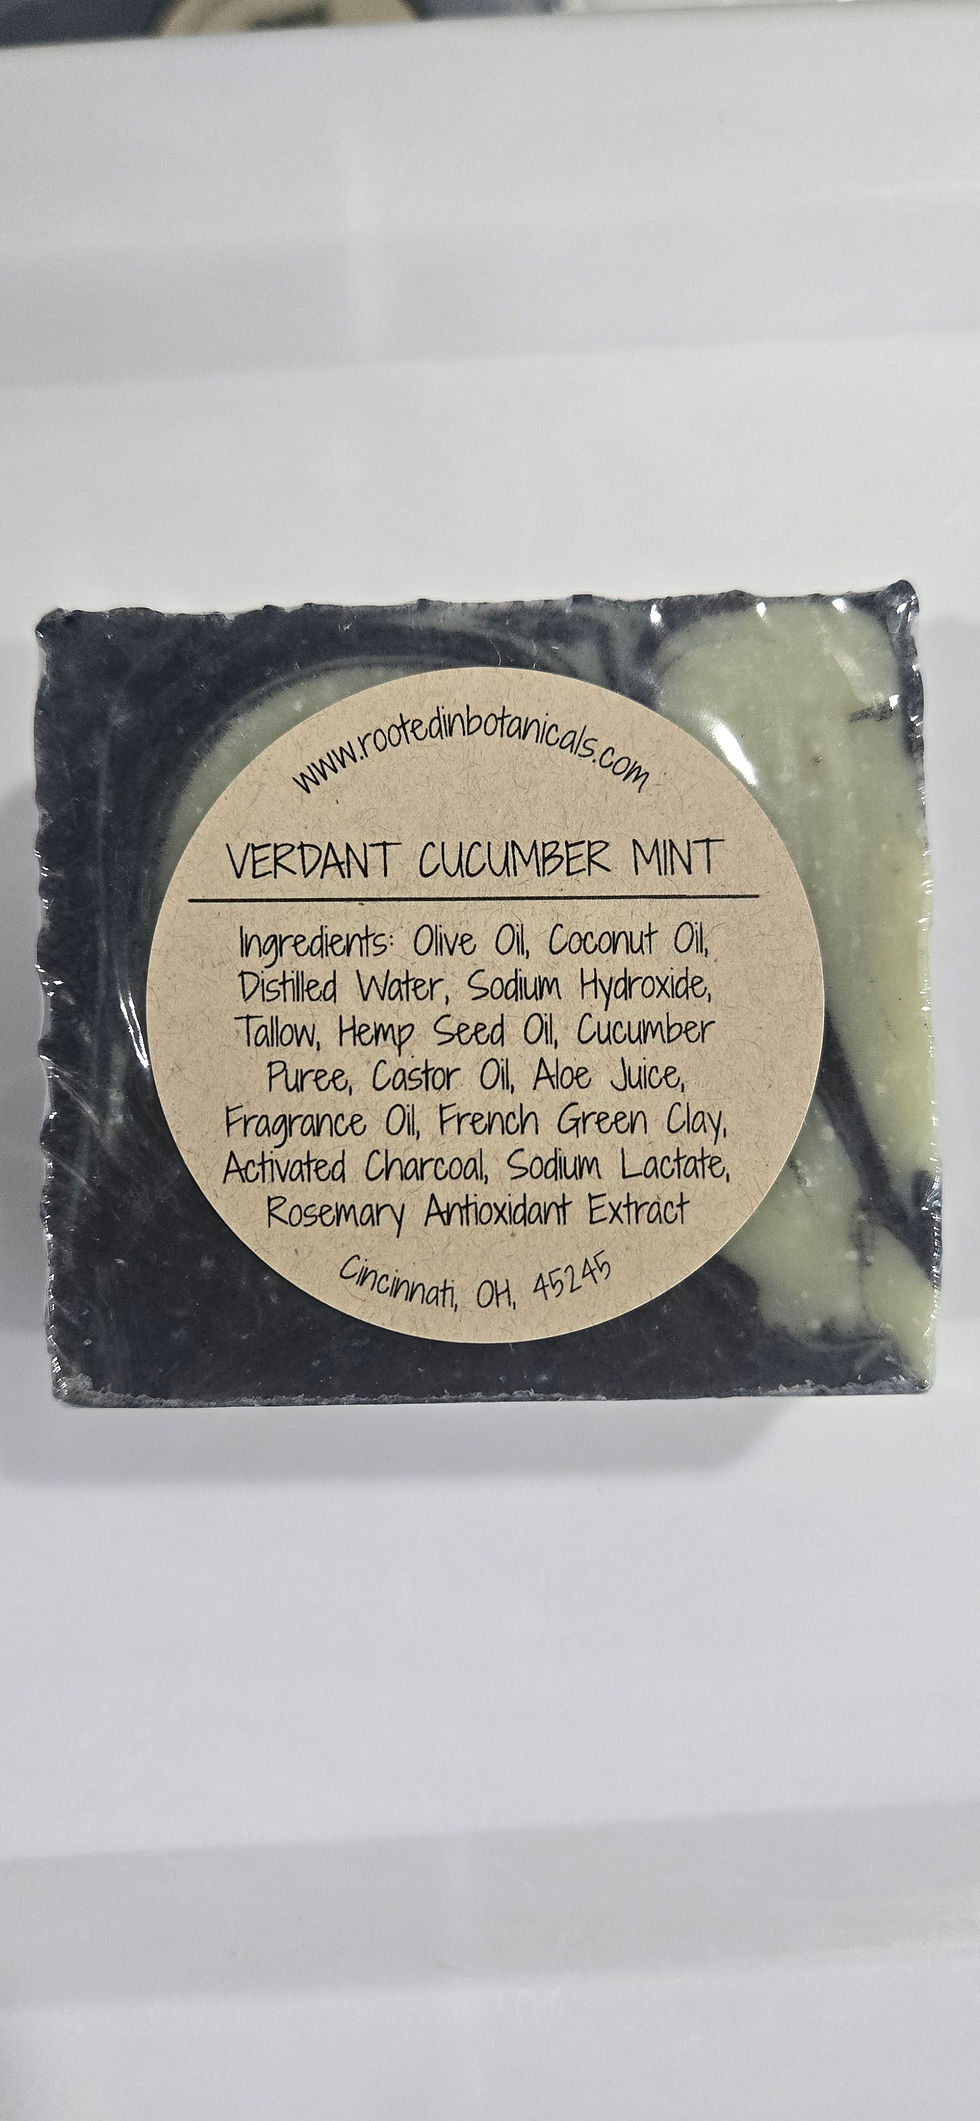 www.rootedinbotanicals.com
VERDANT CUCUMBER MINT
Ingredients: Olive Oil, Coconut Oil,
Distilled Water, Sodium Hydroxide,
Tallow, Hemp Seed Oil, Cucumber
Puree, Castor Oil, Aloe Juice,
Fragrance Oil, French Green Clay,
Activated Charcoal, Sodium Lactate,
Rosemary Antioxidant Extract
Cincinnati, OH, 45245